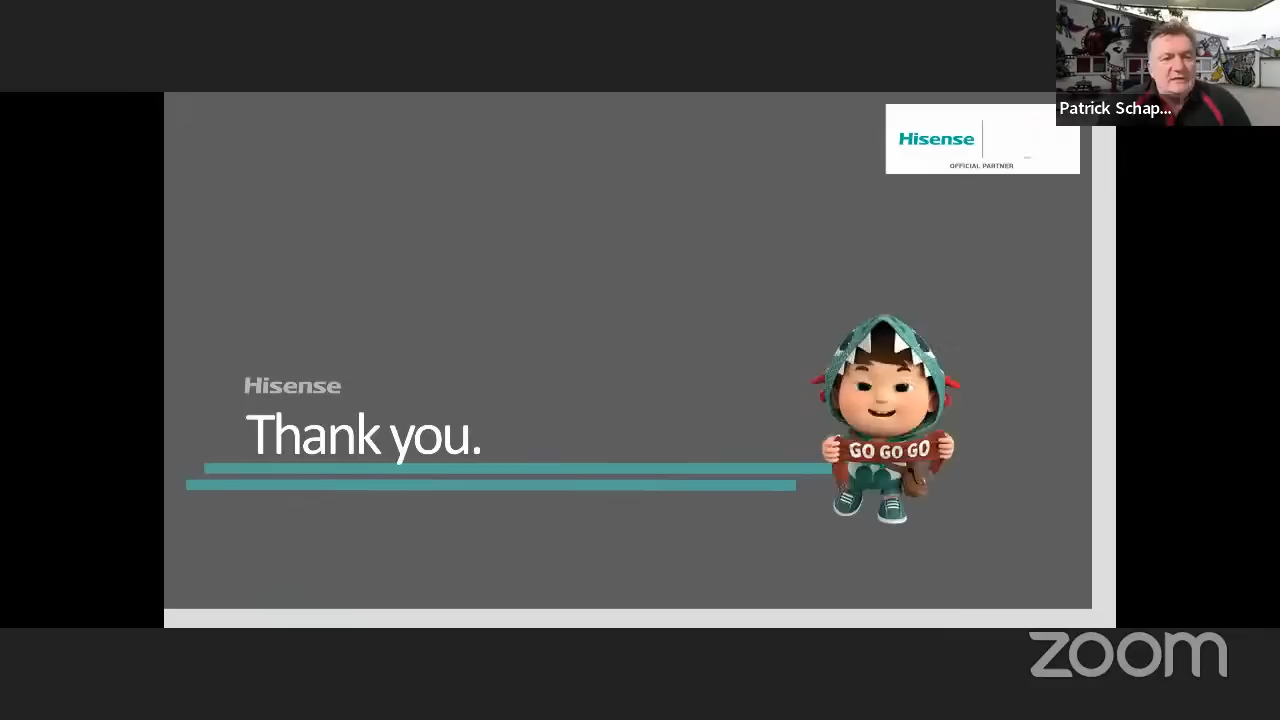 Patrick Schap...
Hisense
OFFICIAL PARTNER
Hisense
Thank you.
GO GO GO
zoom